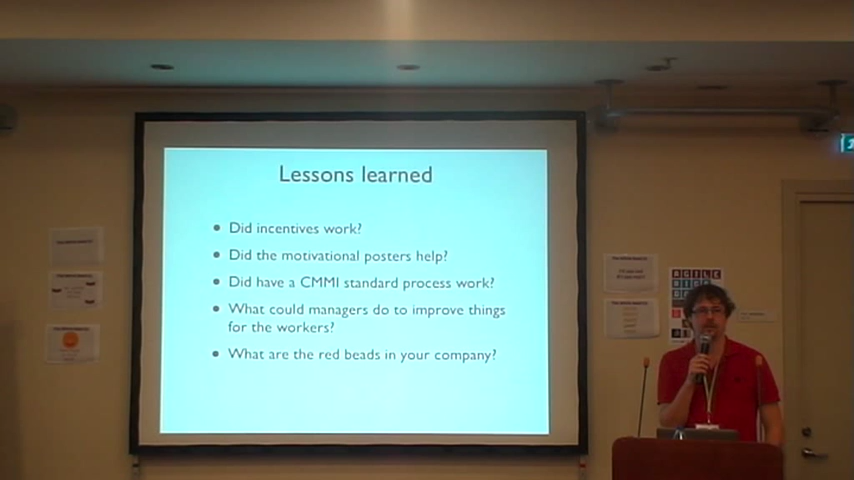 Lessons learned
Did incentives work?
Did the motivational posters help?
Did have a CMMI standard process work?
What could managers do to improve things
for the workers?
What are the red beads in your company?
AGILE